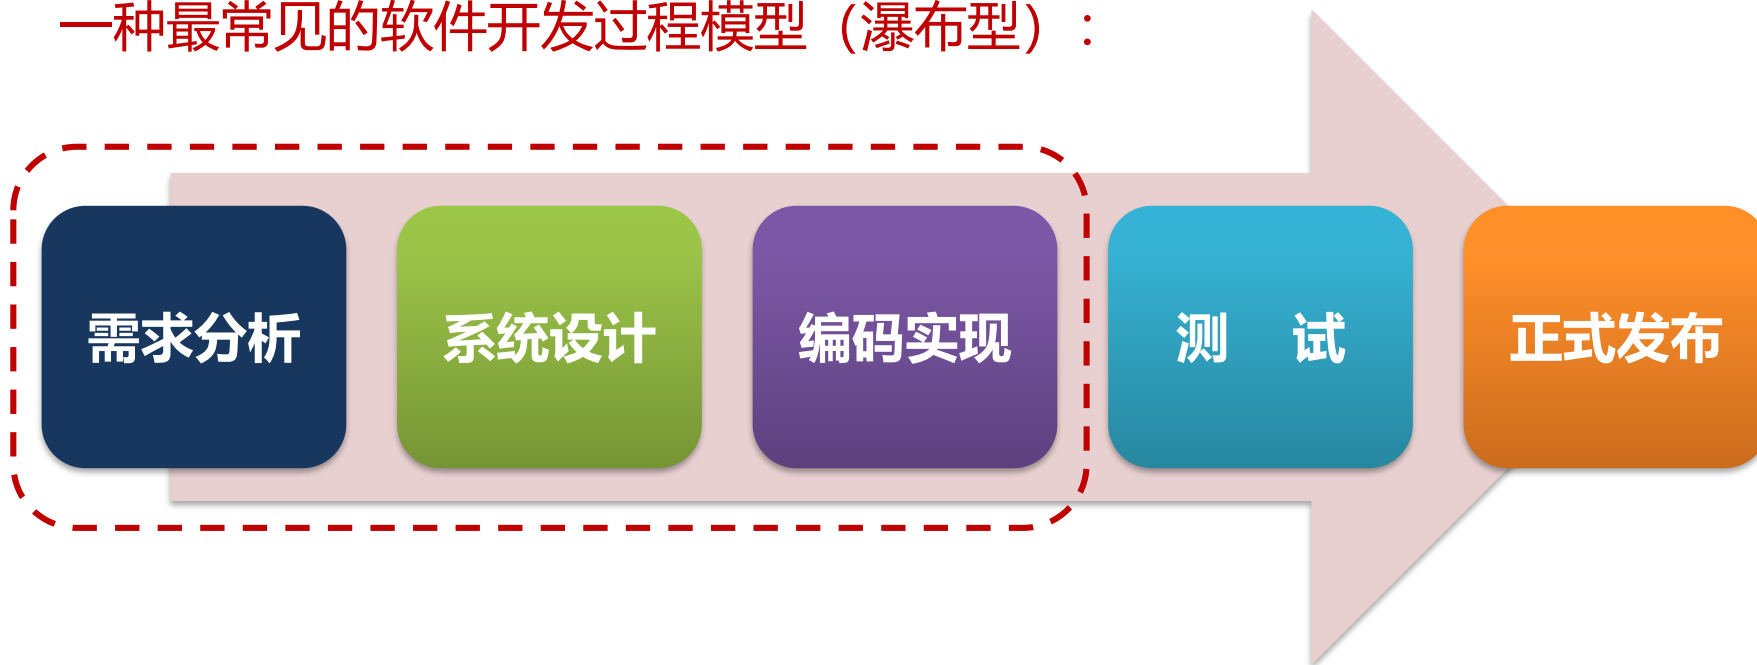 一种最常见的软件开发过程模型（瀑布型）：
需求分析
系统设计
编码实现
测 试
正式发布